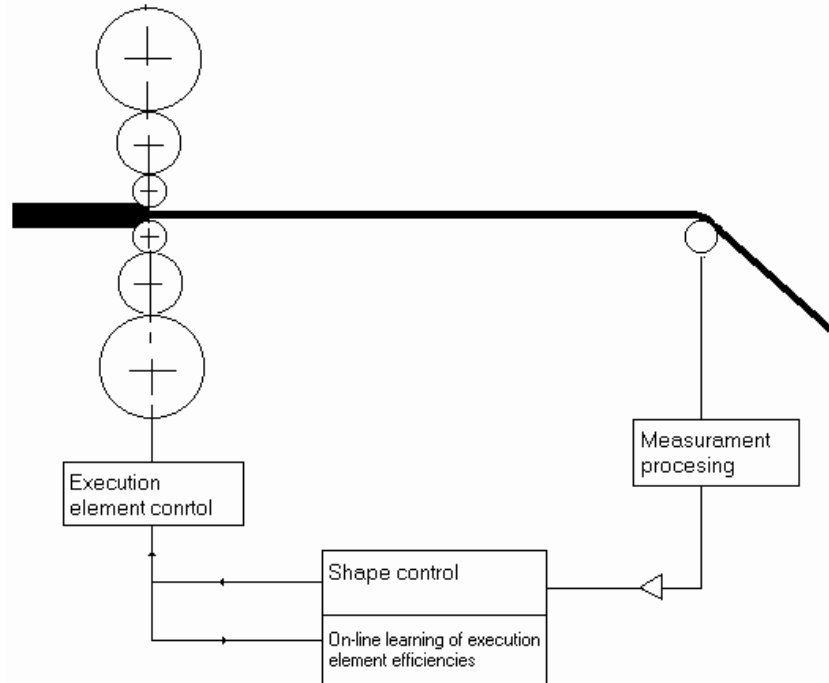 Measurament
procesing
Execution
element conrtol
Shape control
On-line learning of execution
element efficiencies